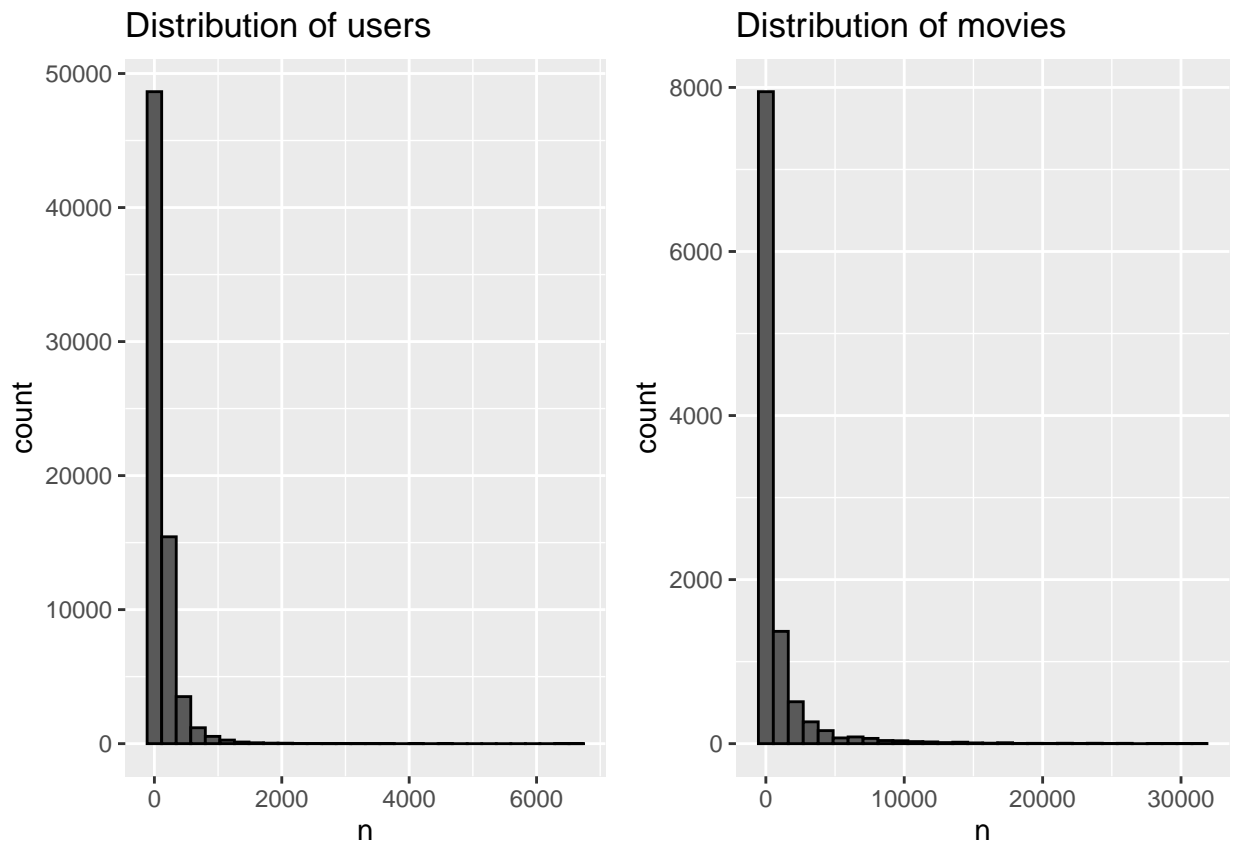 Distribution of users
50000
40000
30000
20000
10000
0
count
0 2000 4000 6000
n
Distribution of movies
8000
6000
4000
2000
0
count
0 10000 20000 30000
n